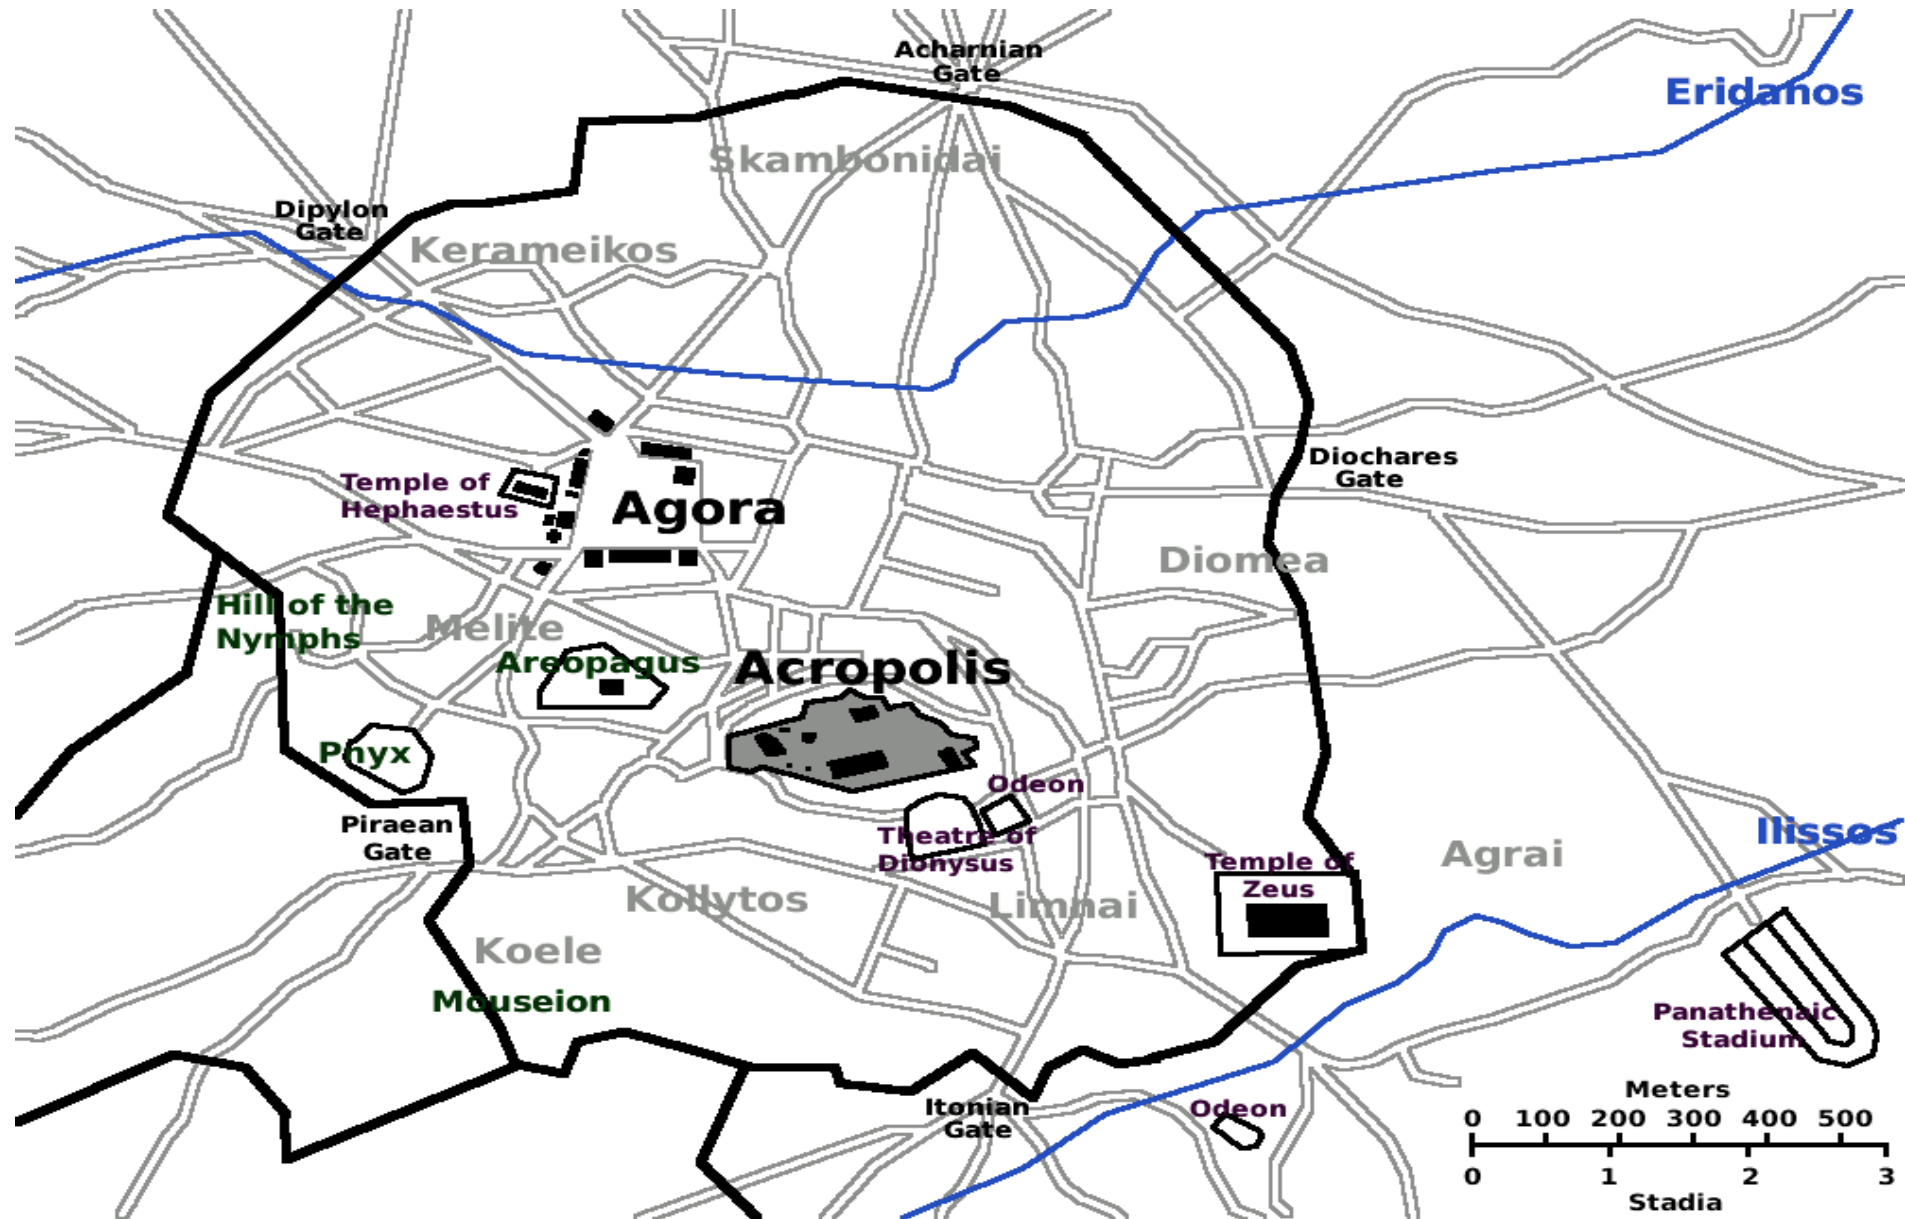 Acharnian
Gate
Eridanos
Skambonidai
Dipylon
Gate
Kerameikos
Diochares
Gate
Temple of
Hephaestus
Agora
Diomea
Hill of the
Nymphs
Melite
Areopagus
Acropolis
Pnyx
Odeon
Piraean
Gate
Theatre of
Dionysus
Ilissos
Agrai
Temple of
Zeus
Kollytos
Limnai
Koele
Mouseion
Panathenaic
Stadium
Itonian
Gate
Odeon
Meters
0 100 200 300 400 500
0 1 2 3
Stadia